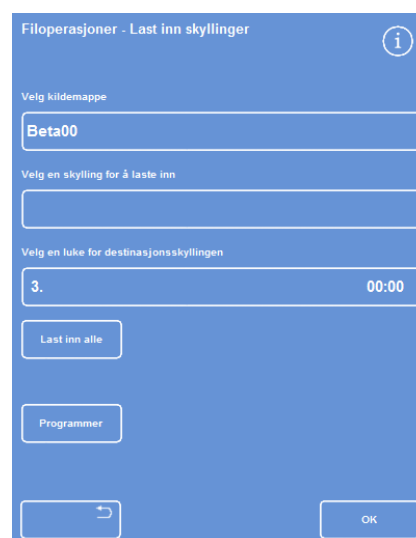 Filoperasjoner - Last inn skyllinger
i
Velg kildemappe
Beta00
Velg en skylling for å laste inn
Velg en luke for destinasjonsskyllingen
3. 00:00
Last inn alle
Programmer
OK